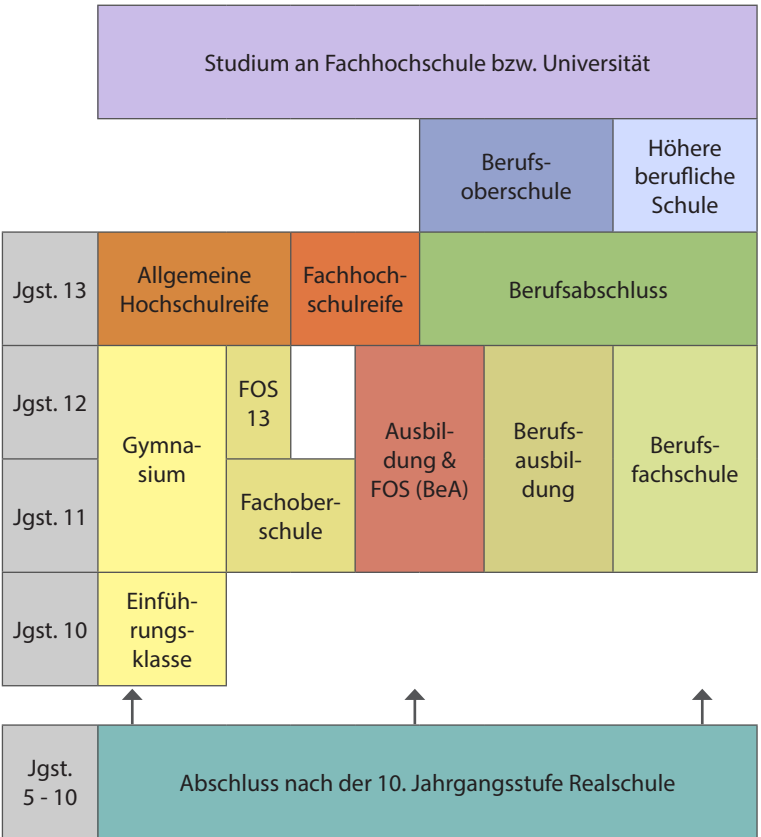 Studium an Fachhochschule bzw. Universität
Berufs-
oberschule
Höhere
berufliche
Schule
Jgst. 13
Allgemeine
Hochschulreife
Fachhoch-
schulreife
Berufsabschluss
Jgst. 12
Gymna-
sium
FOS
13
Ausbil-
dung &
FOS (BeA)
Berufs-
ausbil-
dung
Berufs-
fachschule
Jgst. 11
Fachober-
schule
Jgst. 10
Einfüh-
rungs-
klasse
Jgst.
5 - 10
Abschluss nach der 10. Jahrgangsstufe Realschule